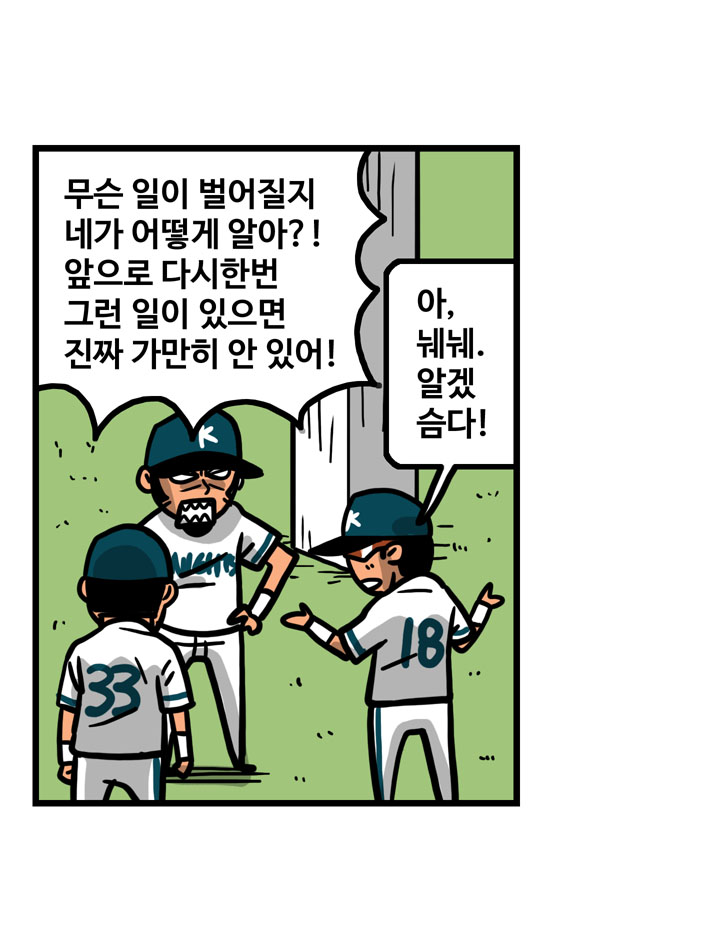 무슨 일이 벌어질지
네가 어떻게 알아?!
앞으로 다시한번
그런 일이 있으면
진짜 가만히 안 있어!
아,
눼눼.
알겠
슴다!
K
K
KNIGHTS
33
18